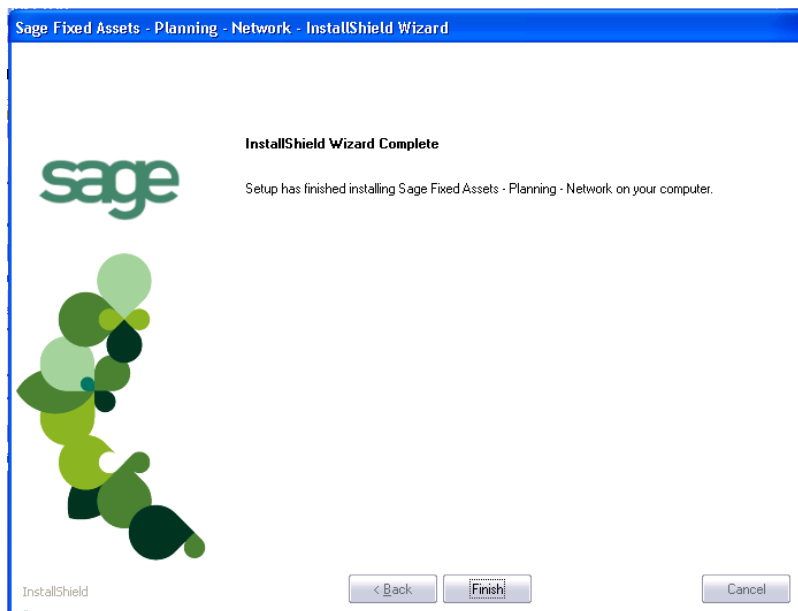 Sage Fixed Assets - Planning - Network - InstallShield Wizard
InstallShield Wizard Complete
sage
Setup has finished installing Sage Fixed Assets - Planning - Network on your computer.
InstallShield
< Back
Finish
Cancel